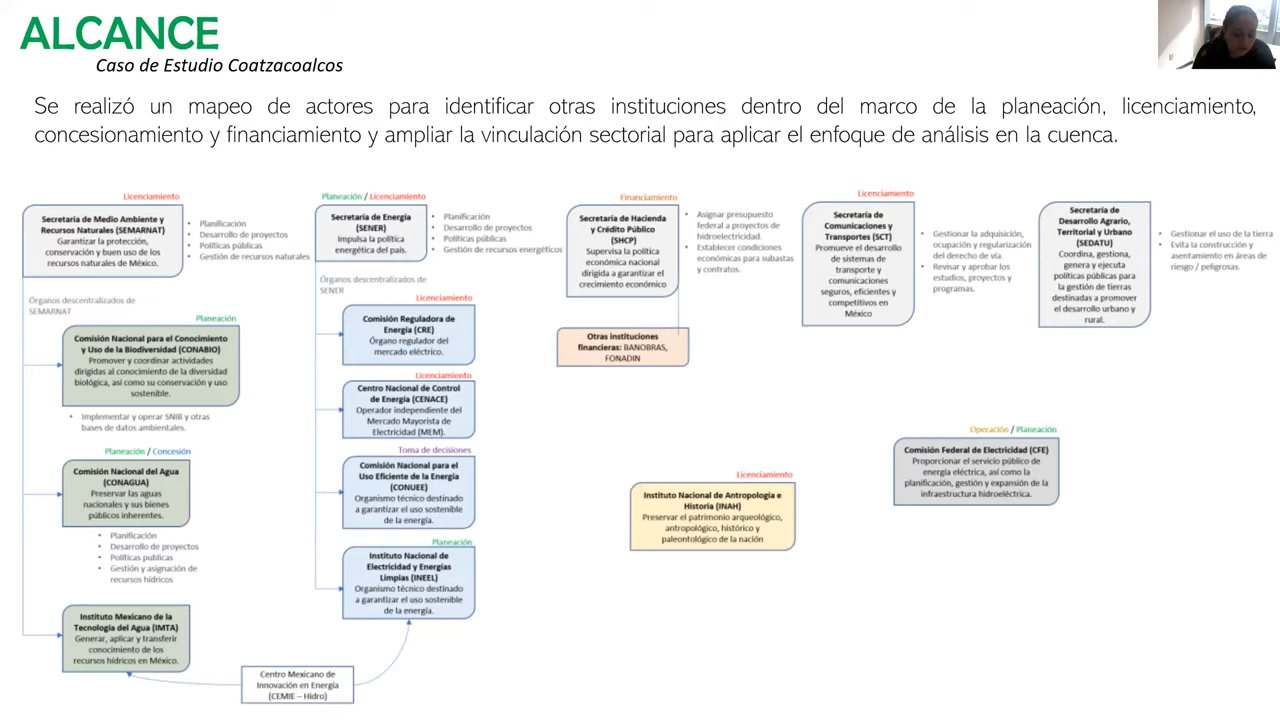 ALCANCE
Caso de Estudio Coatzacoalcos
Se realizó un mapeo de actores para identificar otras instituciones dentro del marco de la planeación, licenciamiento,
concesionamiento y financiamiento y ampliar la vinculación sectorial para aplicar el enfoque de análisis en la cuenca.
Licenciamiento
Secretaría de Medio Ambiente y
Recursos Naturales (SEMARNAT)
Garantizar la protección,
conservación y buen uso de los
recursos naturales de México.
• Planificación
• Desarrollo de proyectos
• Políticas públicas
• Gestión de recursos naturales
Órganos descentralizados de
SEMARNAT
Planeación
Comisión Nacional para el Conocimiento
y Uso de la Biodiversidad (CONABIO)
Promover y coordinar actividades
dirigidas al conocimiento de la diversidad
biológica, así como su conservación y uso
sostenible.
• Implementar y operar SNIB y otras
bases de datos ambientales.
Planeación / Concesión
Comisión Nacional del Agua
(CONAGUA)
Preservar las aguas
nacionales y sus bienes
públicos inherentes.
• Planificación
• Desarrollo de proyectos
• Políticas publicas
• Gestión y asignación de
recursos hídricos
Instituto Mexicano de la
Tecnología del Agua (IMTA)
Generar, aplicar y transferir
conocimiento de los
recursos hídricos en México.
Centro Mexicano de
Innovación en Energía
(CEMIE – Hidro)
Planeación / Licenciamiento
Secretaría de Energía
(SENER)
Impulsa la política
energética del país.
• Planificación
• Desarrollo de proyectos
• Políticas públicas
• Gestión de recursos energéticos
Órganos descentralizados de
SENER
Licenciamiento
Comisión Reguladora de
Energía (CRE)
Órgano regulador del
mercado eléctrico.
Licenciamiento
Centro Nacional de Control
de Energía (CENACE)
Operador independiente del
Mercado Mayorista de
Electricidad (MEM).
Toma de decisiones
Comisión Nacional para el
Uso Eficiente de la Energía
(CONUEE)
Organismo técnico destinado
a garantizar el uso sostenible
de la energía.
Planeación
Instituto Nacional de
Electricidad y Energías
Limpias (INEEL)
Organismo técnico destinado
a garantizar el uso sostenible
de la energía.
Financiamiento
Secretaría de Hacienda
y Crédito Público
(SHCP)
Supervisa la política
económica nacional
dirigida a garantizar el
crecimiento económico
• Asignar presupuesto
federal a proyectos de
hidroelectricidad.
• Establecer condiciones
económicas para subastas
y contratos.
Otras instituciones
financieras: BANOBRAS,
FONADIN
Licenciamiento
Instituto Nacional de Antropología e
Historia (INAH)
Preservar el patrimonio arqueológico,
antropológico, histórico y
paleontológico de la nación
Licenciamiento
Secretaría de
Comunicaciones y
Transportes (SCT)
Promueve el desarrollo
de sistemas de
transporte y
comunicaciones
seguros, eficientes y
competitivos en
México
• Gestionar la adquisición,
ocupación y regularización
del derecho de vía.
• Revisar y aprobar los
estudios, proyectos y
programas.
Operación / Planeación
Comisión Federal de Electricidad (CFE)
Proporcionar el servicio público de
energía eléctrica, así como la
planificación, gestión y expansión de la
infraestructura hidroeléctrica.
Secretaría de
Desarrollo Agrario,
Territorial y Urbano
(SEDATU)
Coordina, gestiona,
genera y ejecuta
políticas públicas para
la gestión de tierras
destinadas a promover
el desarrollo urbano y
rural.
• Gestionar el uso de la tierra
• Evita la construcción y
asentamiento en áreas de
riesgo / peligrosas.